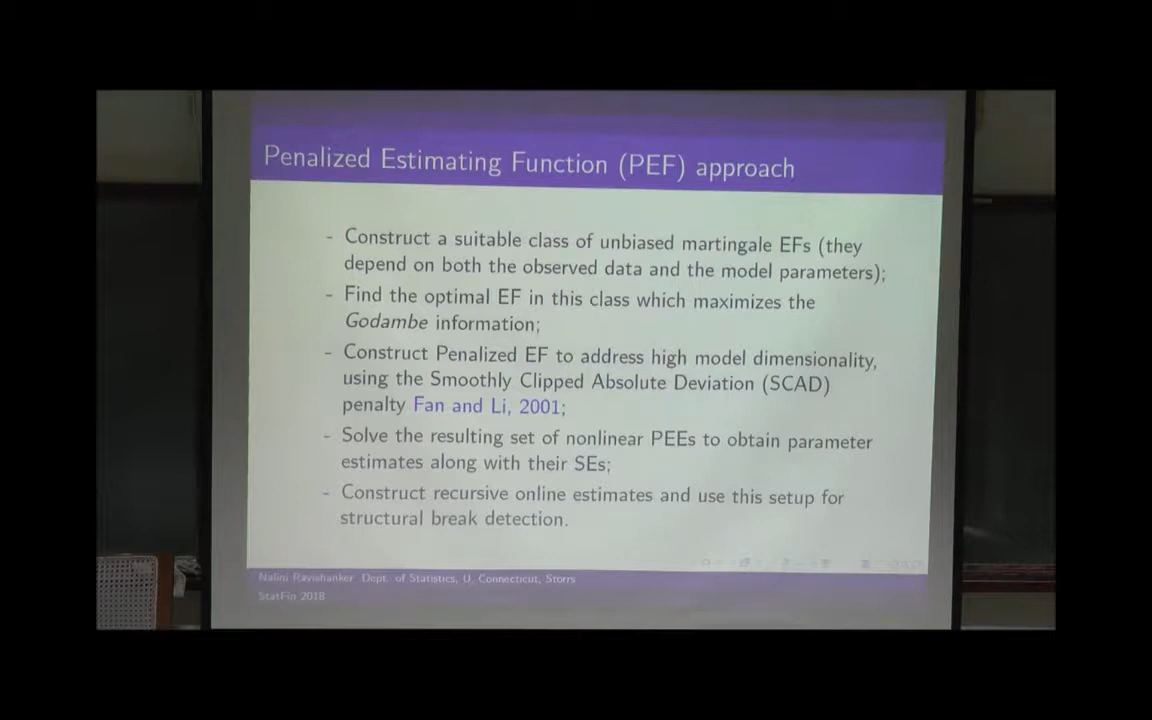 Penalized Estimating Function (PEF) approach
- Construct a suitable class of unbiased martingale EFs (they
depend on both the observed data and the model parameters);
- Find the optimal EF in this class which maximizes the
Godambe information;
- Construct Penalized EF to address high model dimensionality,
using the Smoothly Clipped Absolute Deviation (SCAD)
penalty Fan and Li, 2001;
- Solve the resulting set of nonlinear PEEs to obtain parameter
estimates along with their SEs;
- Construct recursive online estimates and use this setup for
structural break detection.
Nalini Ravishanker Dept. of Statistics, U. Connecticut, Storrs
StatFin 2018